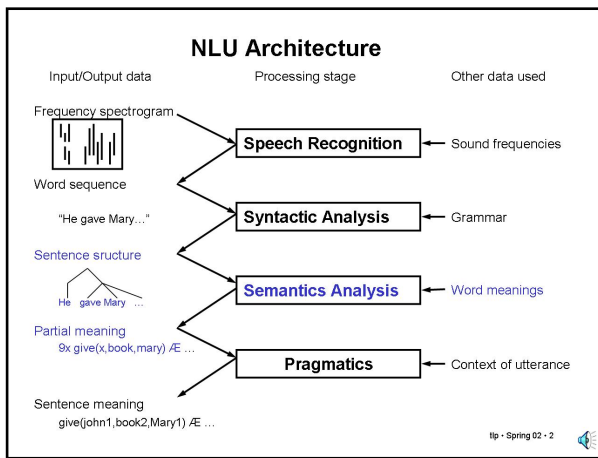 NLU Architecture
Input/Output data Processing stage Other data used
Frequency spectrogram
Speech Recognition Sound frequencies
Word sequence
"He gave Mary…"
Syntactic Analysis Grammar
Sentence sructure
He gave Mary …
Semantics Analysis Word meanings
Partial meaning
9x give(x,book,mary) Æ …
Pragmatics Context of utterance
Sentence meaning
give(john1,book2,Mary1) Æ …
tlp • Spring 02 • 2